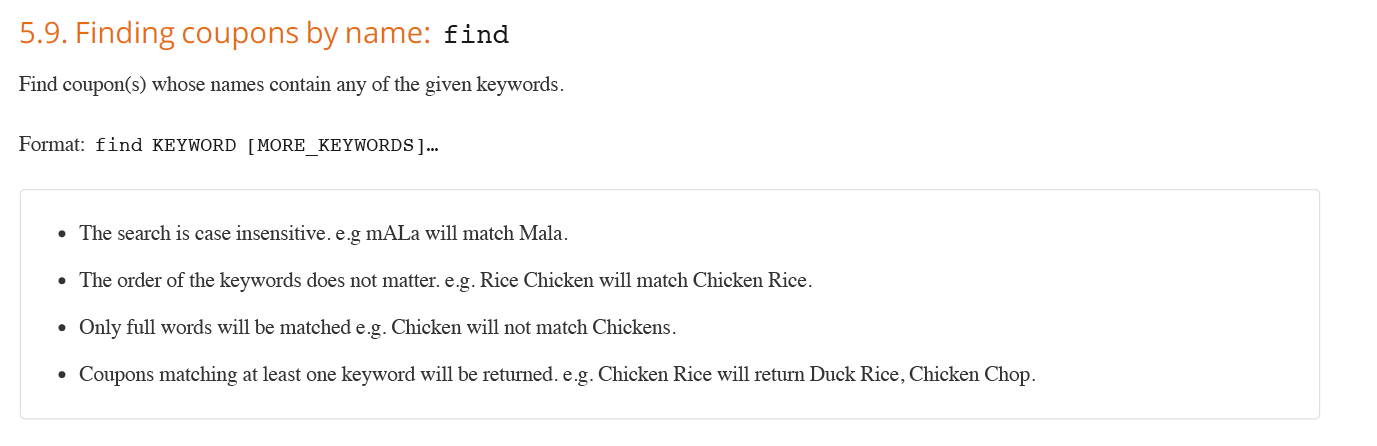 5.9. Finding coupons by name: find
Find coupon(s) whose names contain any of the given keywords.
Format: find KEYWORD [MORE_KEYWORDS]…
• The search is case insensitive. e.g mALa will match Mala.
• The order of the keywords does not matter. e.g. Rice Chicken will match Chicken Rice.
• Only full words will be matched e.g. Chicken will not match Chickens.
• Coupons matching at least one keyword will be returned. e.g. Chicken Rice will return Duck Rice, Chicken Chop.